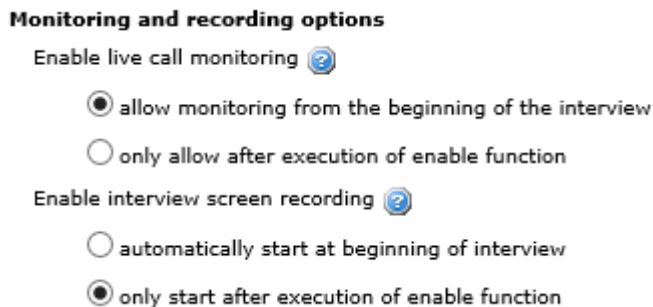 Monitoring and recording options
Enable live call monitoring ?
allow monitoring from the beginning of the interview
only allow after execution of enable function
Enable interview screen recording ?
automatically start at beginning of interview
only start after execution of enable function